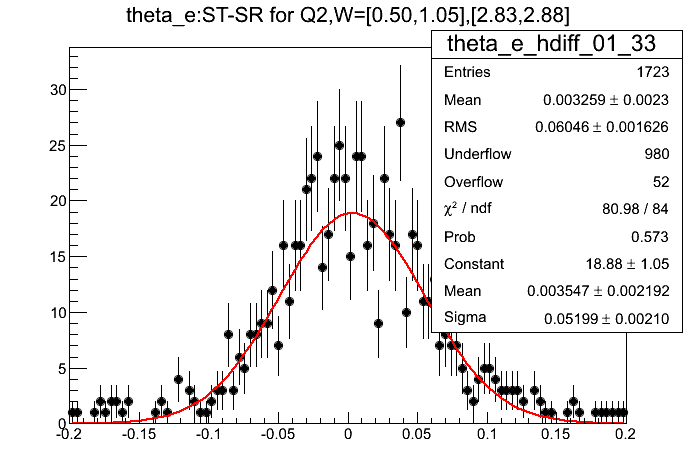 theta_e:ST-SR for Q2,W=[0.50,1.05],[2.83,2.88]
theta_e_hdiff_01_33
Entries 1723
Mean 0.003259 ± 0.0023
RMS 0.06046 ± 0.001626
Underflow 980
Overflow 52
χ² / ndf 80.98 / 84
Prob 0.573
Constant 18.88 ± 1.05
Mean 0.003547 ± 0.002192
Sigma 0.05199 ± 0.00210
30
25
20
15
10
5
0
-0.2 -0.15 -0.1 -0.05 0 0.05 0.1 0.15 0.2